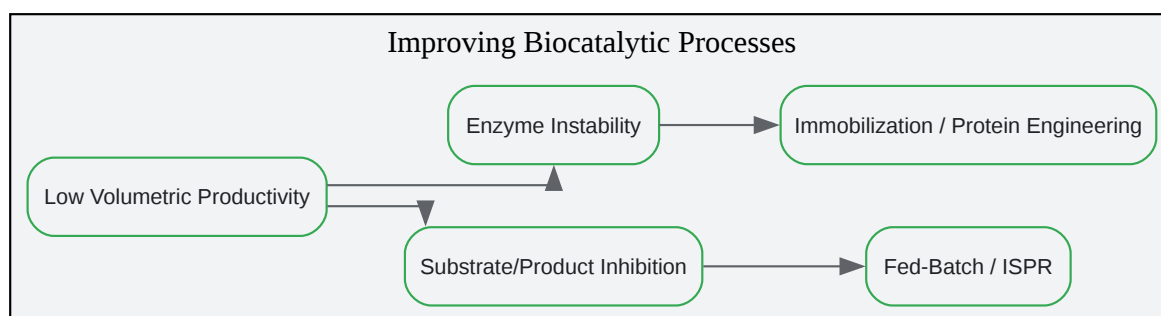 Improving Biocatalytic Processes
Enzyme Instability
Immobilization / Protein Engineering
Low Volumetric Productivity
Substrate/Product Inhibition
Fed-Batch / ISPR